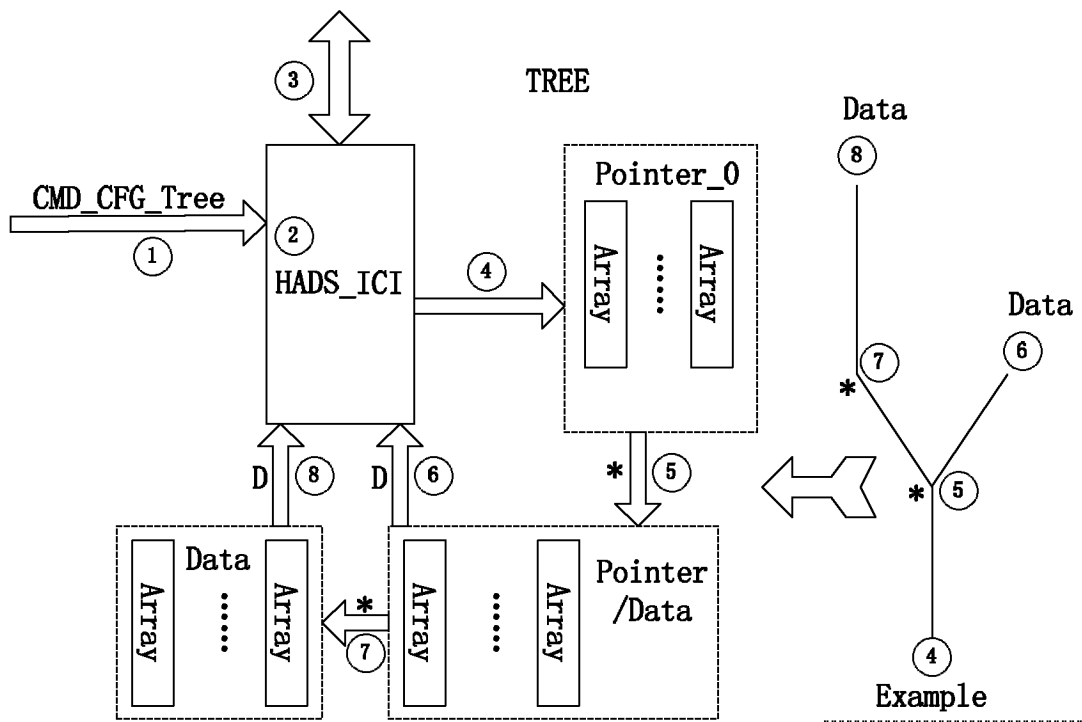 3
TREE
Data
8
CMD_CFG_Tree
1
2
HADS_ICI
4
Pointer_0
Array
......
Array
Data
6
7
*
D
8
D
6
*
5
*
5
Data
Array
......
Array
*
7
Array
......
Array
Pointer
/Data
4
Example